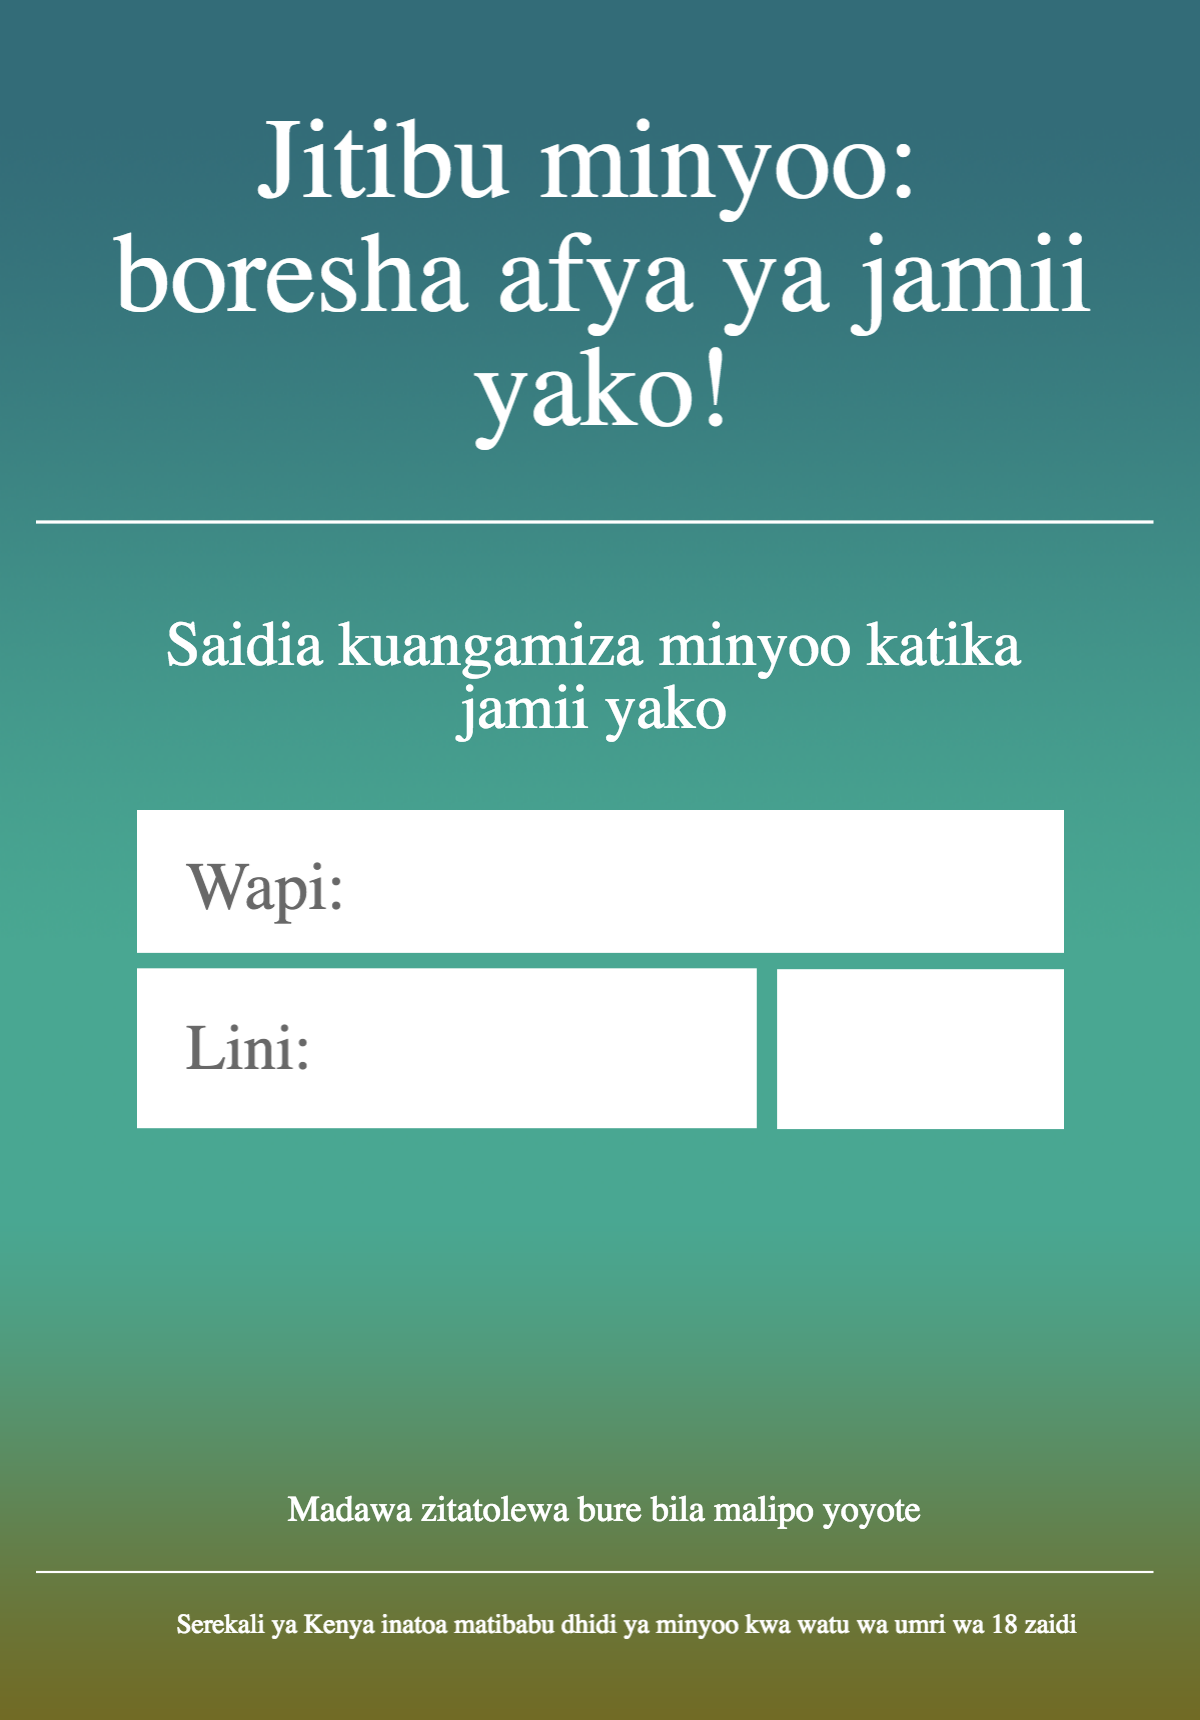 Jitibu minyoo:
boresha afya ya jamii
yako!
Saidia kuangamiza minyoo katika
jamii yako
Wapi:
Lini:
Madawa zitatolewa bure bila malipo yoyote
Serekali ya Kenya inatoa matibabu dhidi ya minyoo kwa watu wa umri wa 18 zaidi